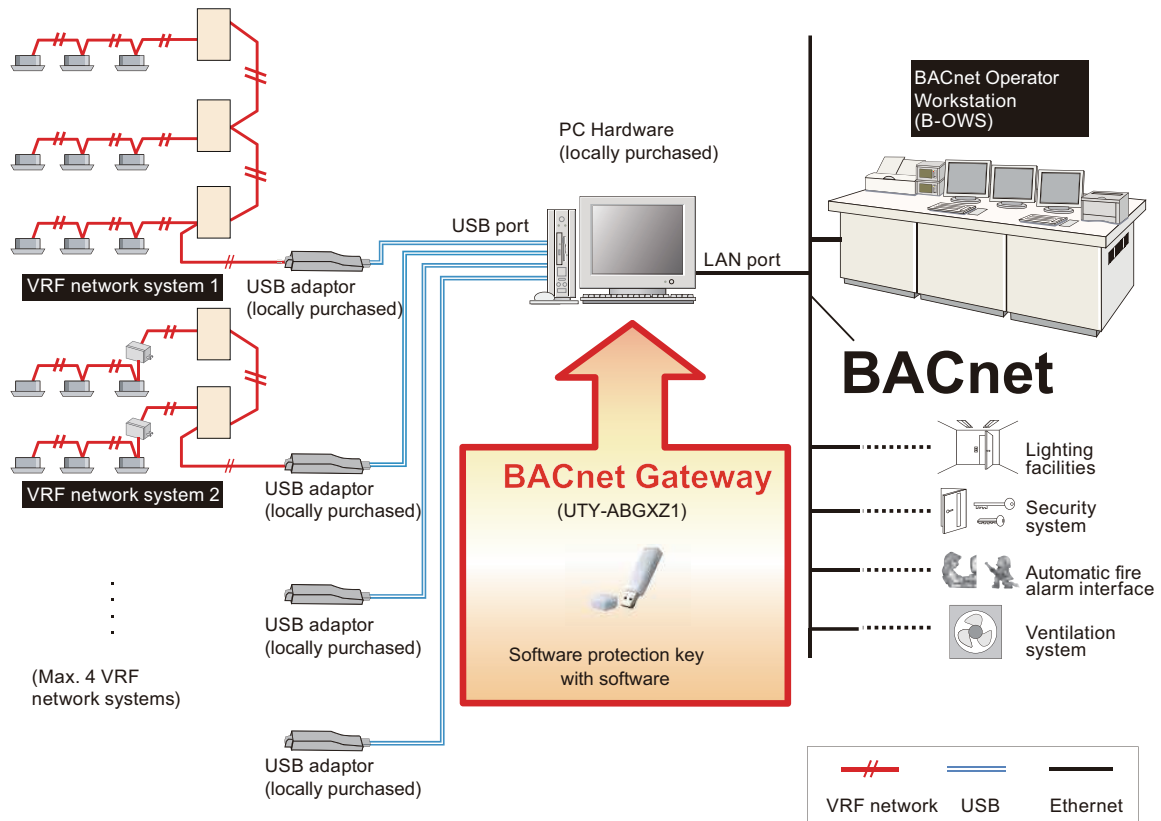 BACnet Operator
Workstation
(B-OWS)
PC Hardware
(locally purchased)
USB port
LAN port
VRF network system 1
USB adaptor
(locally purchased)
BACnet
VRF network system 2
USB adaptor
(locally purchased)
BACnet Gateway
(UTY-ABGXZ1)
Software protection key
with software
Lighting
facilities
Security
system
Automatic fire
alarm interface
Ventilation
system
USB adaptor
(locally purchased)
(Max. 4 VRF
network systems)
USB adaptor
(locally purchased)
VRF network
USB
Ethernet